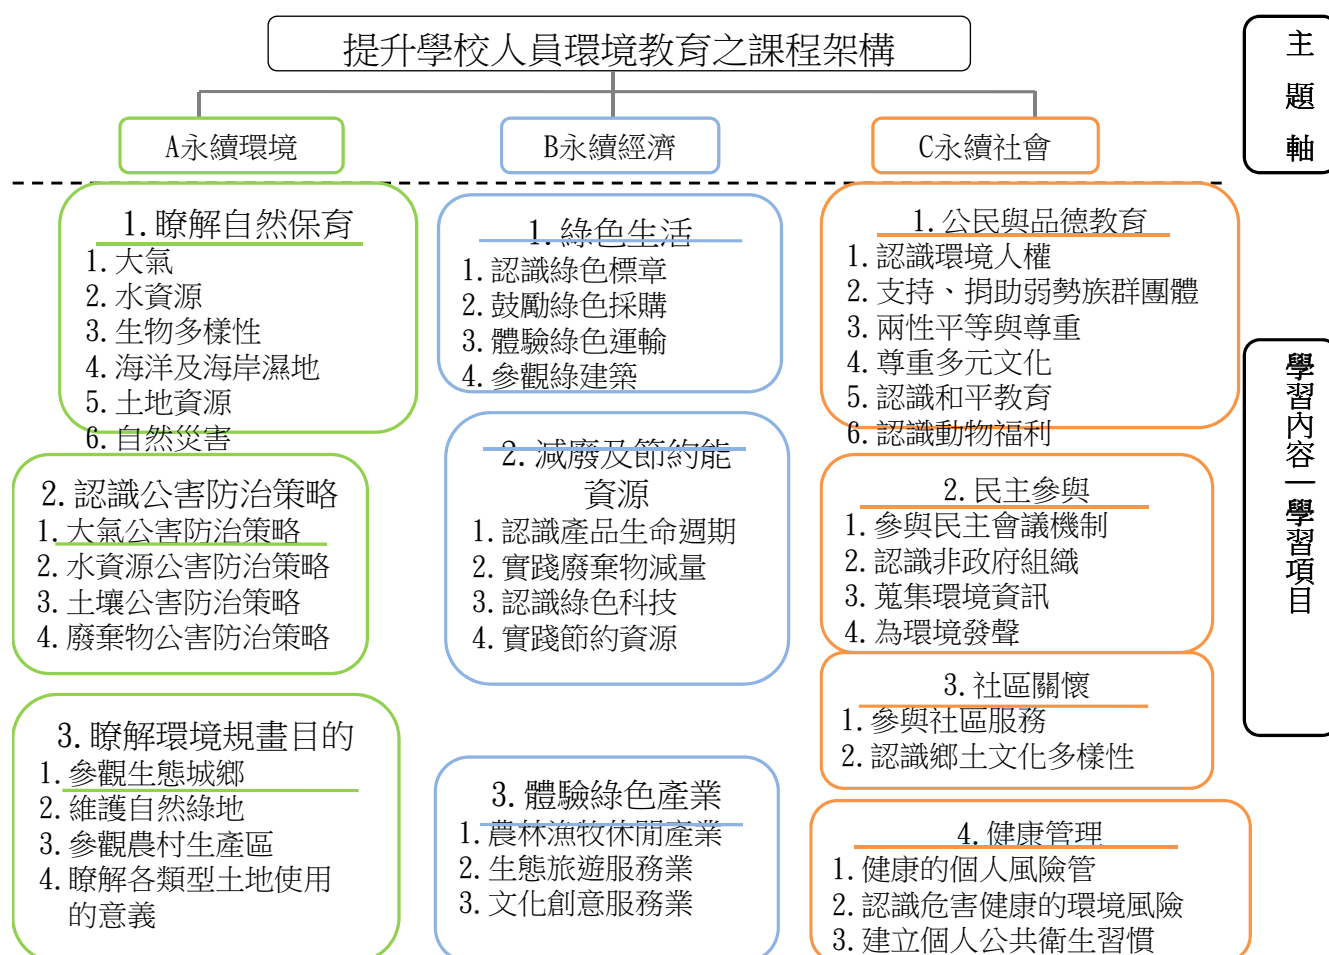 提升學校人員環境教育之課程架構
主題軸
A永續環境
B永續經濟
C永續社會
1.瞭解自然保育
1.大氣
2.水資源
3.生物多樣性
4.海洋及海岸濕地
5.土地資源
6.自然災害
2.認識公害防治策略
1.大氣公害防治策略
2.水資源公害防治策略
3.土壤公害防治策略
4.廢棄物公害防治策略
3.瞭解環境規畫目的
1.參觀生態城鄉
2.維護自然綠地
3.參觀農村生產區
4.瞭解各類型土地使用
的意義
1.綠色生活
1.認識綠色標章
2.鼓勵綠色採購
3.體驗綠色運輸
4.參觀綠建築
2.減廢及節約能
資源
1.認識產品生命週期
2.實踐廢棄物減量
3.認識綠色科技
4.實踐節約資源
3.體驗綠色產業
1.農林漁牧休閒產業
2.生態旅遊服務業
3.文化創意服務業
1.公民與品德教育
1.認識環境人權
2.支持、捐助弱勢族群團體
3.兩性平等與尊重
4.尊重多元文化
5.認識和平教育
6.認識動物福利
2.民主參與
1.參與民主會議機制
2.認識非政府組織
3.蒐集環境資訊
4.為環境發聲
3.社區關懷
1.參與社區服務
2.認識鄉土文化多樣性
4.健康管理
1.健康的個人風險管
2.認識危害健康的環境風險
3.建立個人公共衛生習慣
學習內容—學習項目